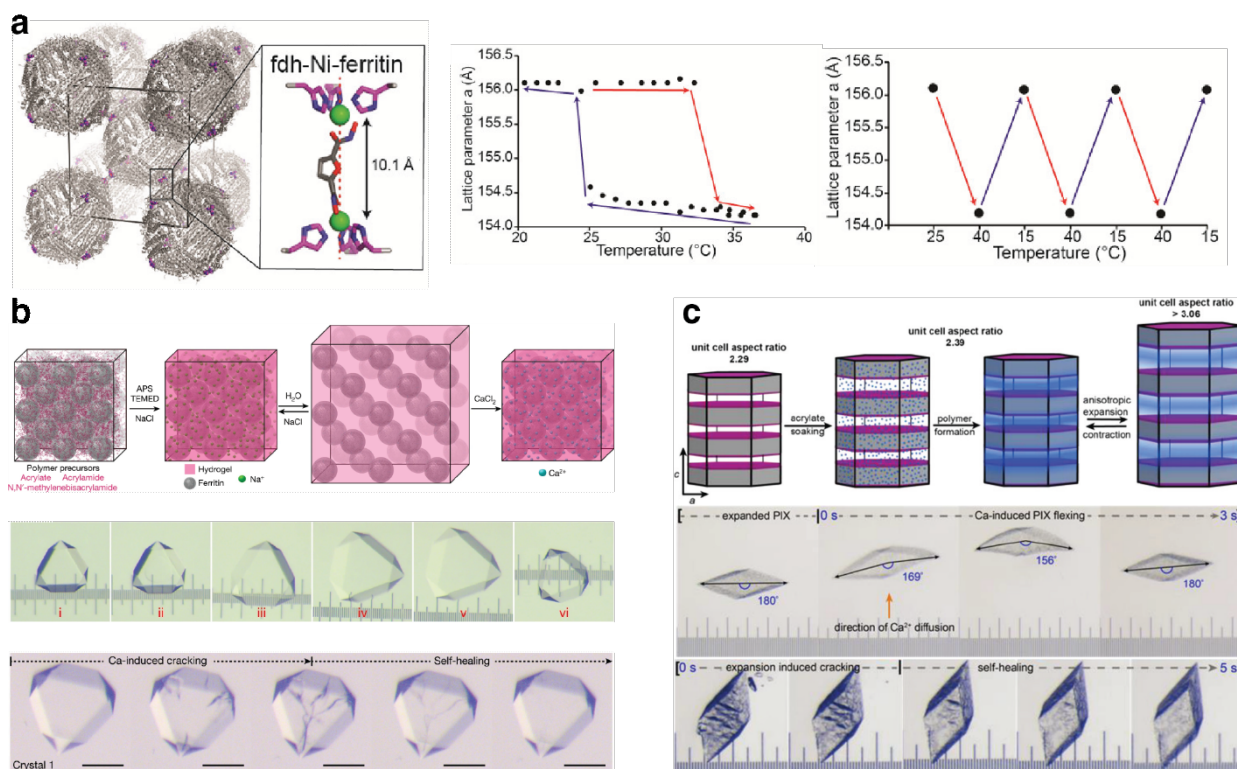 a
fdh-Ni-ferritin
10.1 Å
Lattice parameter a (Å)
156.5
156.0
155.5
155.0
154.5
154.0
20 25 30 35 40
Temperature (°C)
Lattice parameter a (Å)
156.5
156.0
155.5
155.0
154.5
154.0
25 40 15 40 15 40 15
Temperature (°C)
b
APS
TEMED
NaCl
H₂O
NaCl
CaCl₂
Polymer precursors
Acrylate Acrylamide
N,N'-methylenebisacrylamide
Hydrogel
Ferritin
Na⁺
Ca²⁺
i ii iii iv v vi
Ca-induced cracking
Self-healing
Crystal 1
c
unit cell aspect ratio
2.29
unit cell aspect ratio
2.39
unit cell aspect ratio
> 3.06
acrylate
soaking
polymer
formation
anisotropic
expansion
contraction
c
a
expanded PIX
0 s
Ca-induced PIX flexing
3 s
180°
169°
156°
180°
direction of Ca²⁺ diffusion
0 s
expansion induced cracking
self-healing
5 s